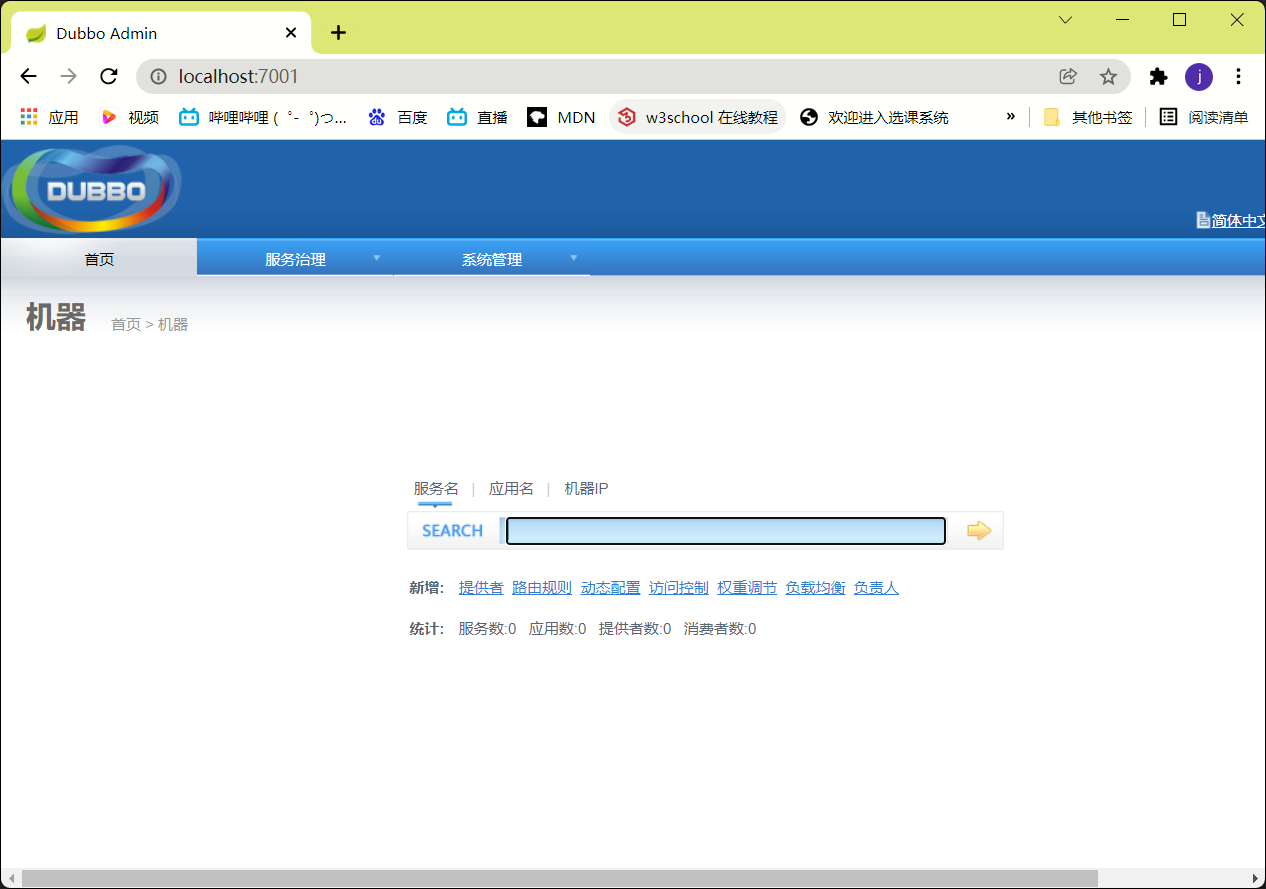 Dubbo Admin
localhost:7001
j
应用 视频 哔哩哔哩 ( ゜- ゜)つ... 百度 直播 MDN w3school 在线教程 欢迎进入选课系统 » 其他书签 阅读清单
DUBBO
简体中文
首页 服务治理 系统管理
机器 首页 > 机器
服务名 | 应用名 | 机器IP
SEARCH
新增: 提供者 路由规则 动态配置 访问控制 权重调节 负载均衡 负责人
统计: 服务数:0 应用数:0 提供者数:0 消费者数:0